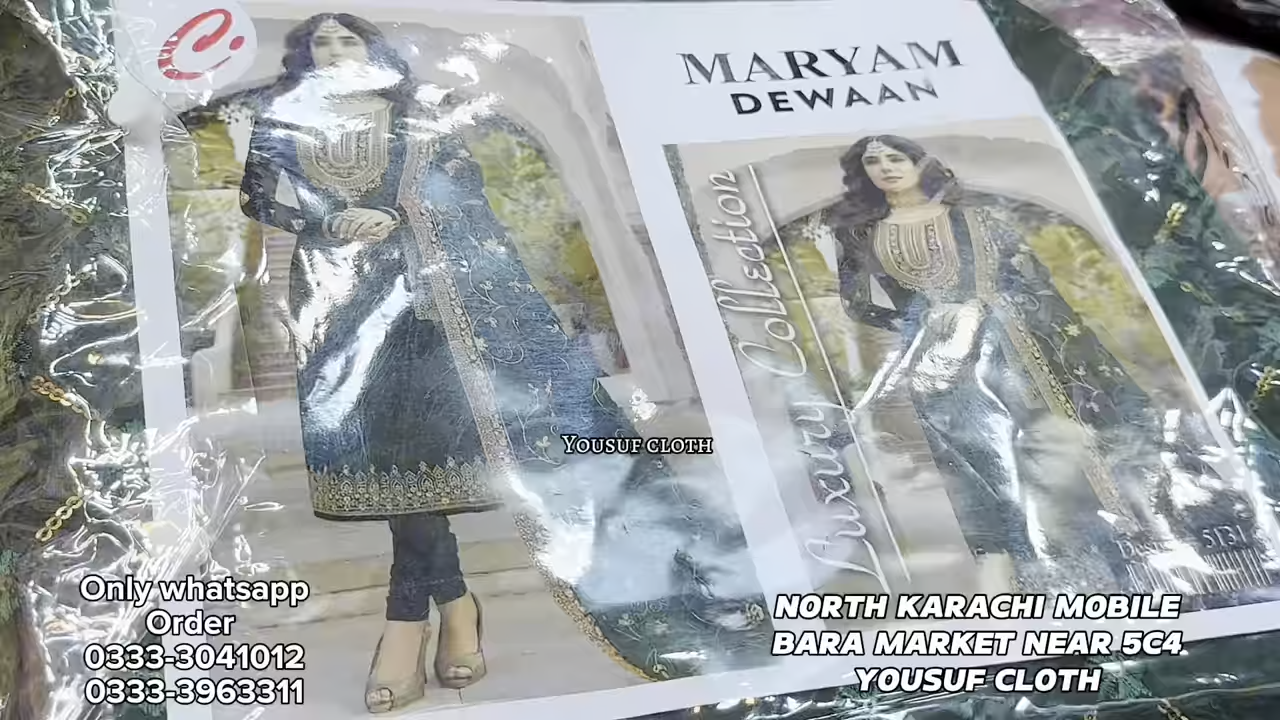 C.
MARYAM
DEWAAN
Luxury Collection
YOUSUF CLOTH
5131
Only whatsapp
Order
0333-3041012
0333-3963311
NORTH KARACHI MOBILE
BARA MARKET NEAR 5C4.
YOUSUF CLOTH